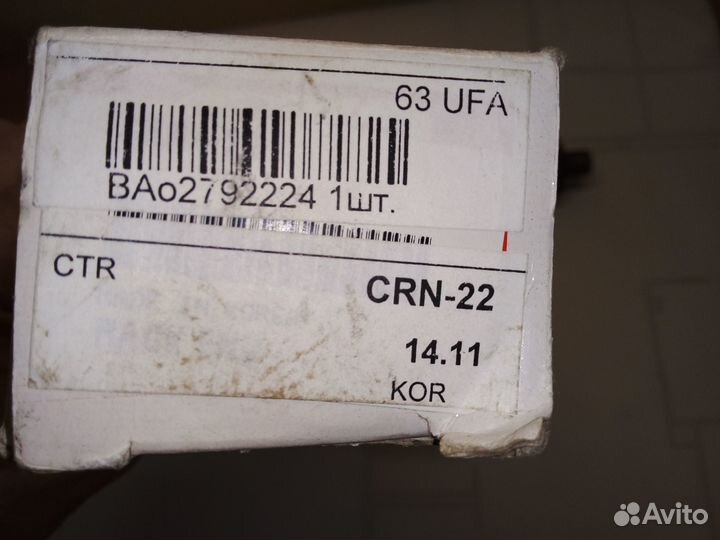 63 UFA
BAo2792224 1шт.
CTR
CRN-22
14.11
KOR
Avito